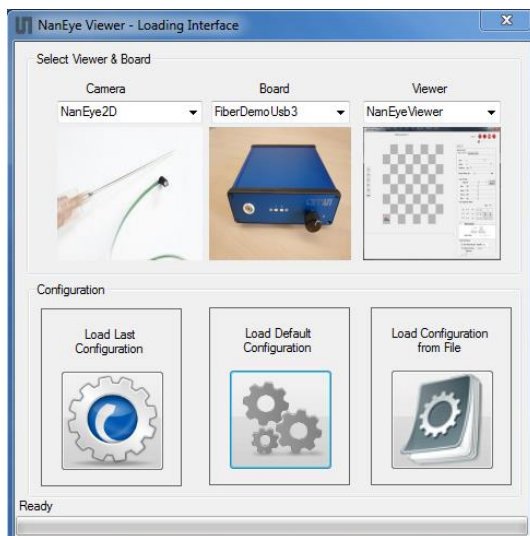 NanEye Viewer - Loading Interface
Select Viewer & Board
Camera
Board
Viewer
NanEye2D
FiberDemoUsb3
NanEyeViewer
Configuration
Load Last
Configuration
Load Default
Configuration
Load Configuration
from File
Ready